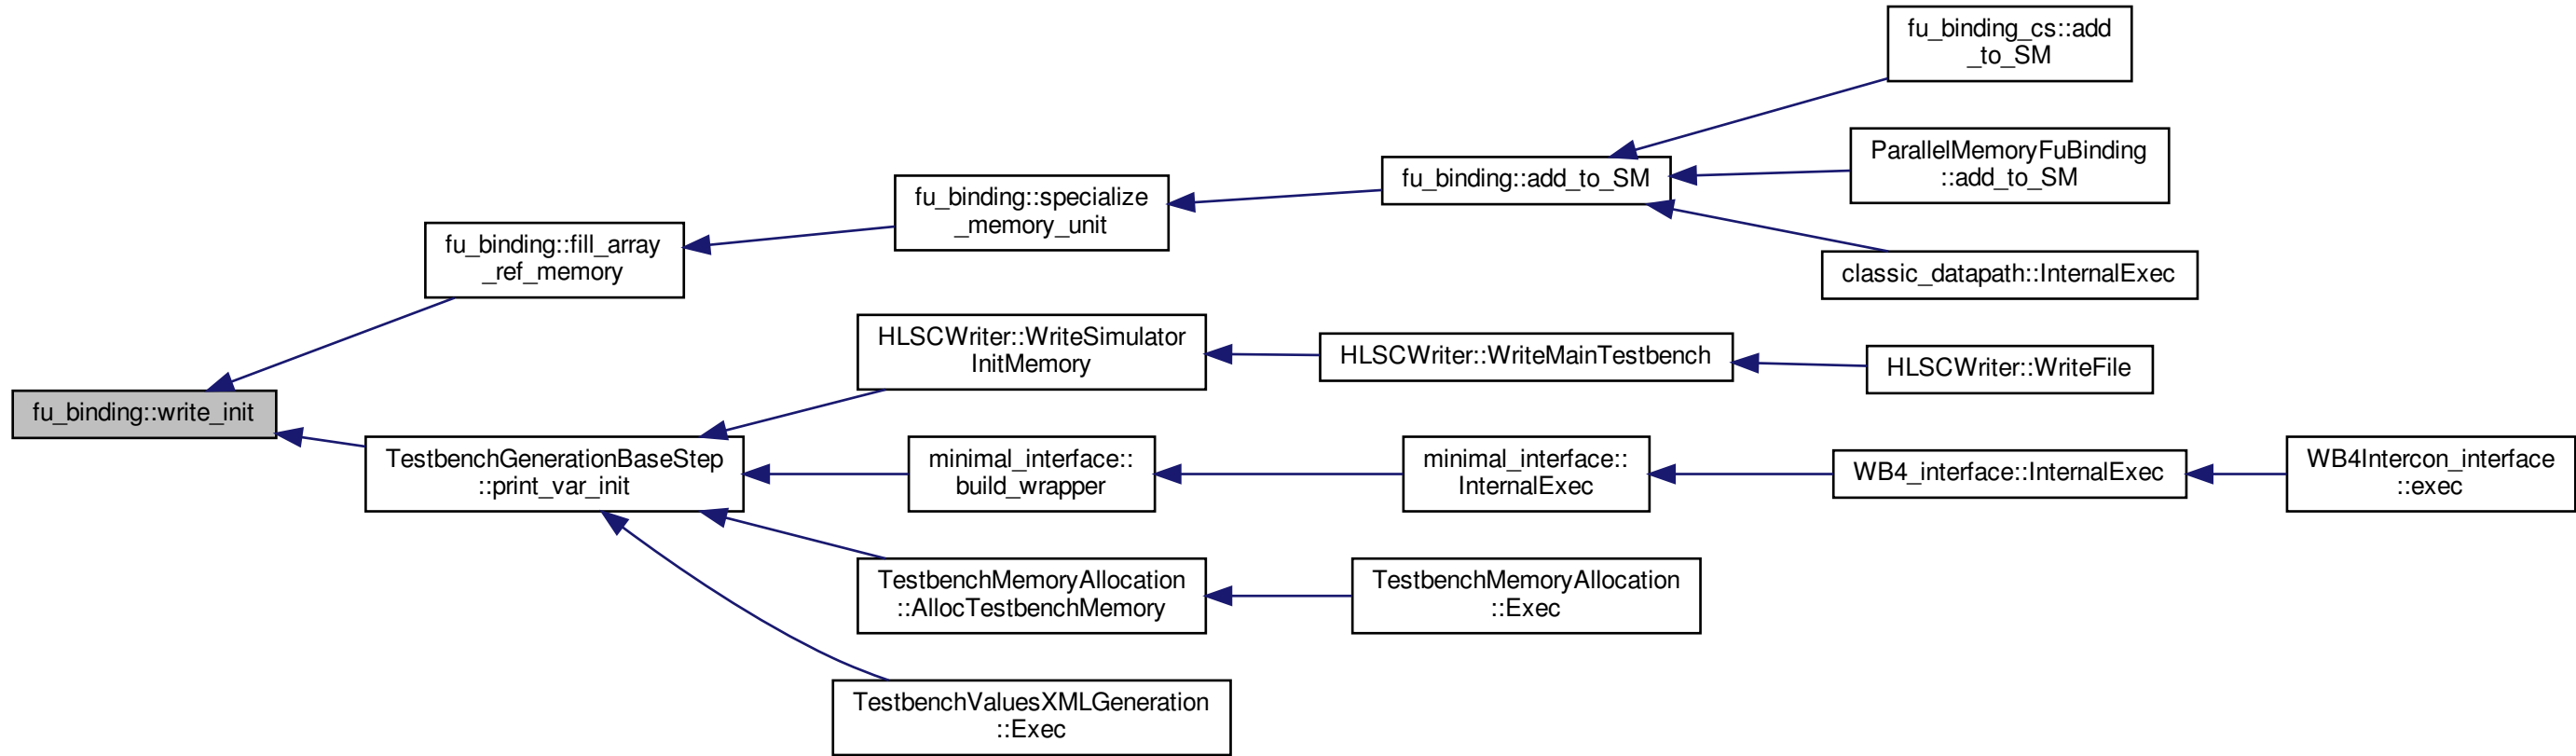 fu_binding_cs::add
_to_SM
ParallelMemoryFuBinding
::add_to_SM
fu_binding::add_to_SM
fu_binding::specialize
_memory_unit
fu_binding::fill_array
_ref_memory
classic_datapath::InternalExec
HLSCWriter::WriteSimulator
InitMemory
HLSCWriter::WriteMainTestbench
HLSCWriter::WriteFile
fu_binding::write_init
TestbenchGenerationBaseStep
::print_var_init
minimal_interface::
build_wrapper
minimal_interface::
InternalExec
WB4_interface::InternalExec
WB4Intercon_interface
::exec
TestbenchMemoryAllocation
::AllocTestbenchMemory
TestbenchMemoryAllocation
::Exec
TestbenchValuesXMLGeneration
::Exec